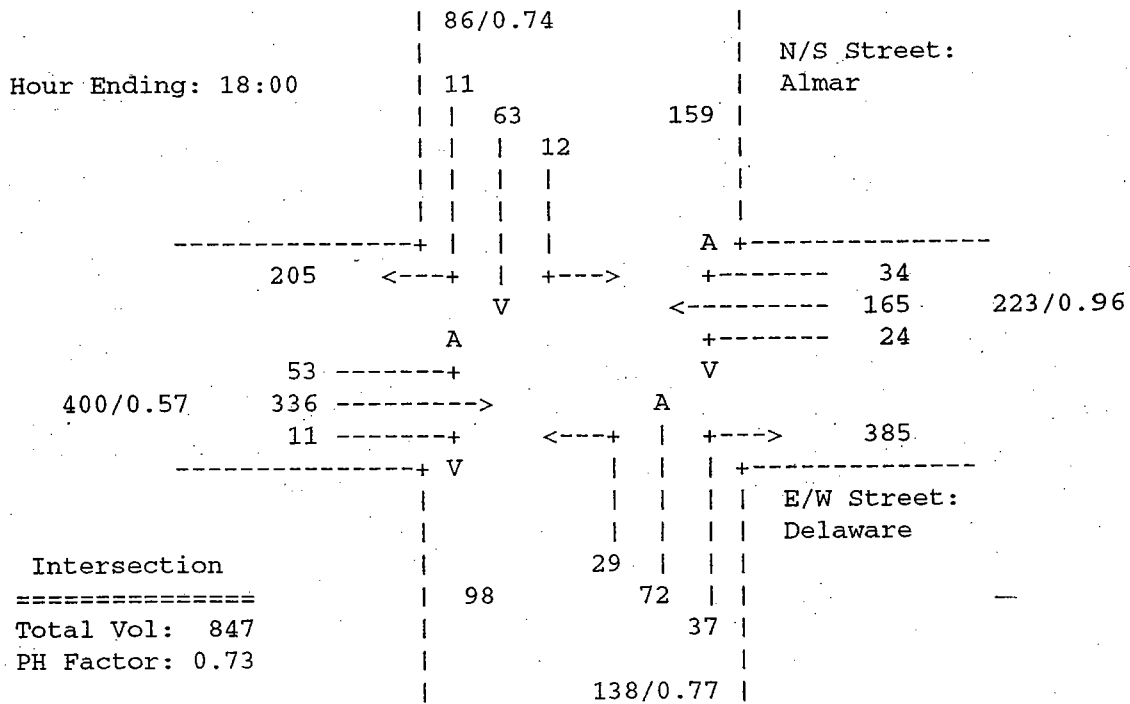 86/0.74
N/S Street:
Hour Ending: 18:00 11 Almar
63 159
12
A
205 <---+ | +---> +------- 34
V <--------- 165 223/0.96
A +------- 24
53 -------+ V
400/0.57 336 ---------> A
11 -------+ <---+ | +---> 385
V
E/W Street:
Delaware
Intersection 29
=============== 98 72
Total Vol: 847 37
PH Factor: 0.73
138/0.77